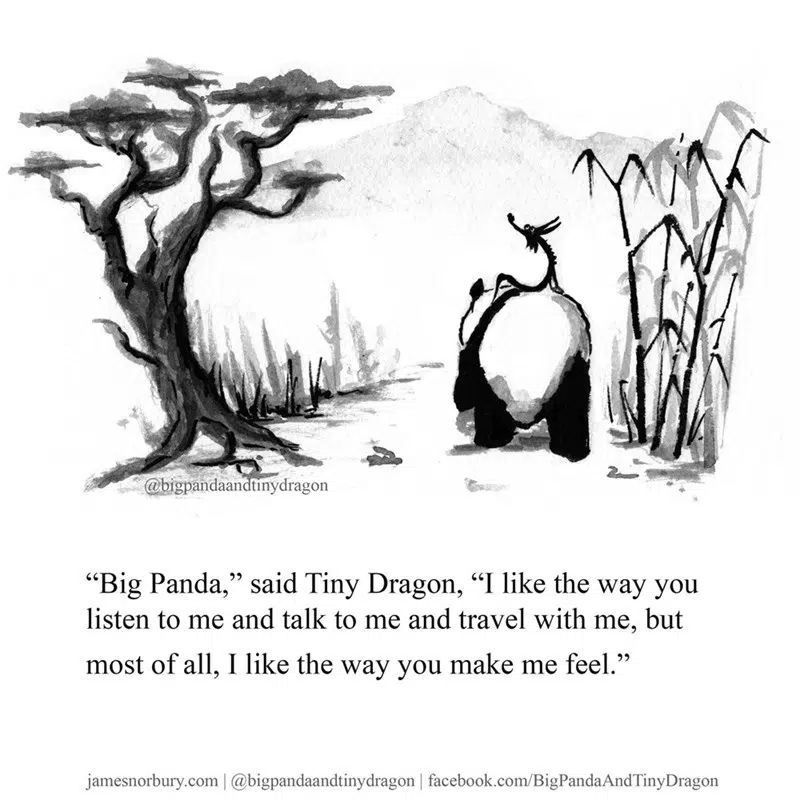 @bigpandaandtinydragon
“Big Panda,” said Tiny Dragon, “I like the way you
listen to me and talk to me and travel with me, but
most of all, I like the way you make me feel.”
jamesnorbury.com | @bigpandaandtinydragon | facebook.com/BigPandaAndTinyDragon